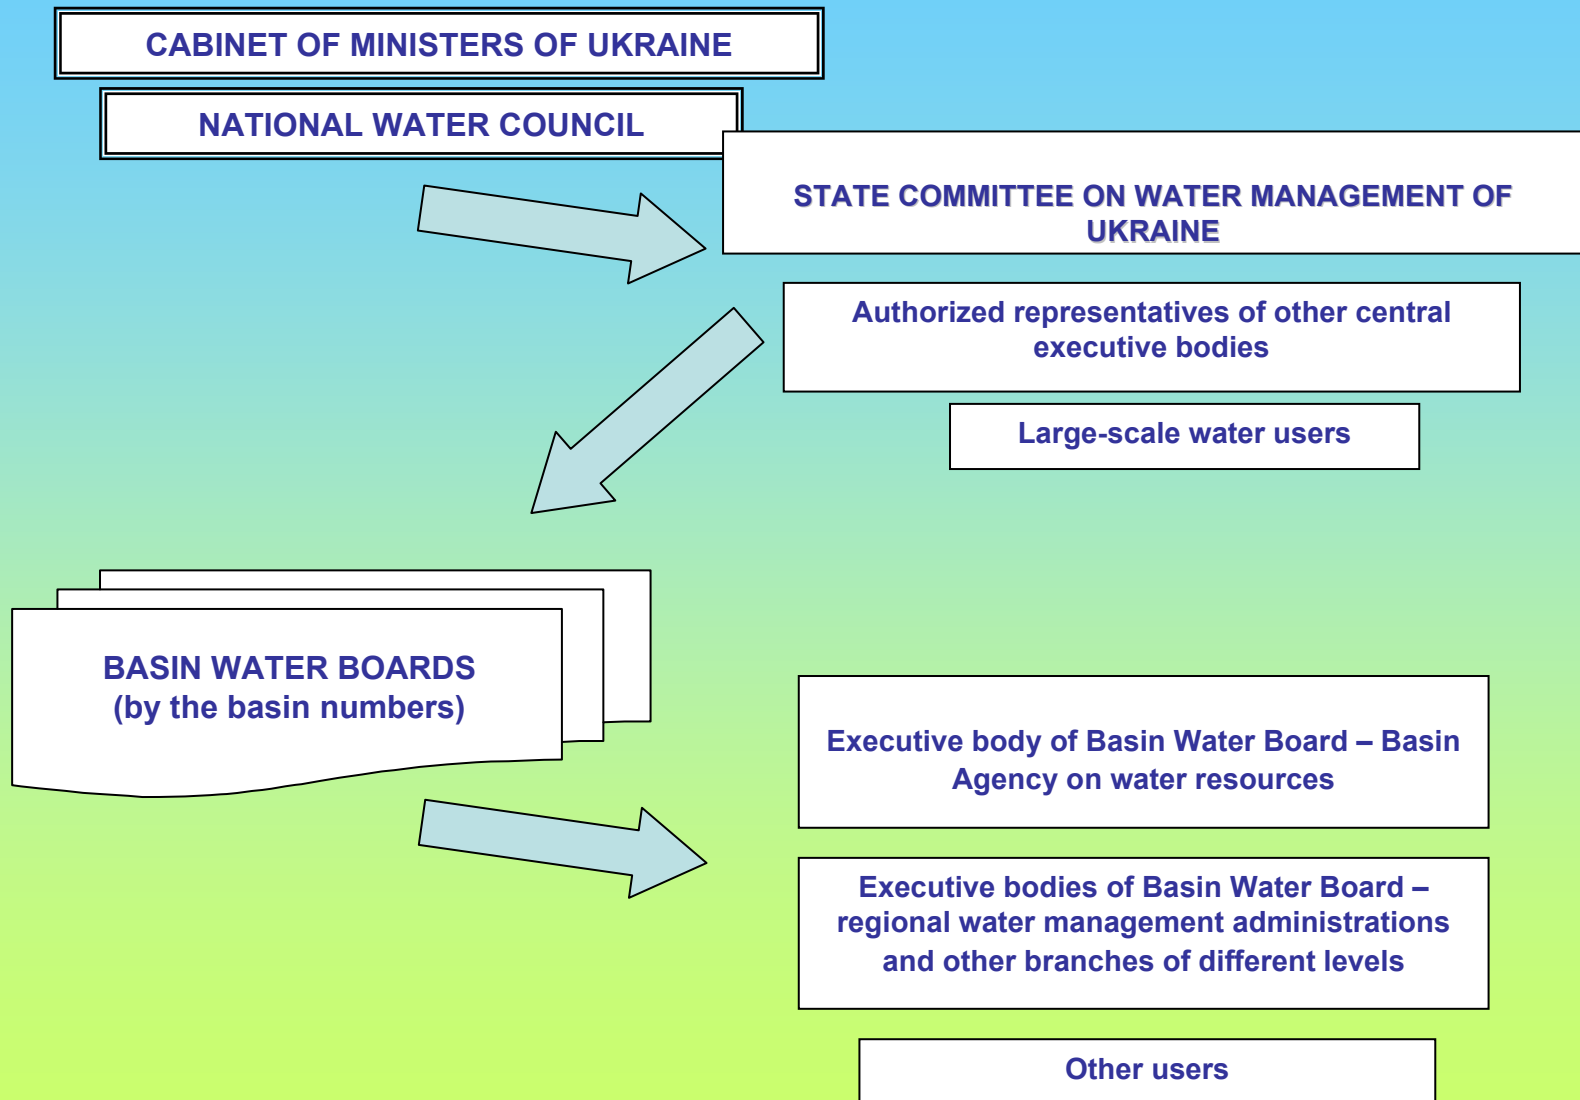 CABINET OF MINISTERS OF UKRAINE
NATIONAL WATER COUNCIL
STATE COMMITTEE ON WATER MANAGEMENT OF
UKRAINE
Authorized representatives of other central
executive bodies
Large-scale water users
BASIN WATER BOARDS
(by the basin numbers)
Executive body of Basin Water Board – Basin
Agency on water resources
Executive bodies of Basin Water Board –
regional water management administrations
and other branches of different levels
Other users